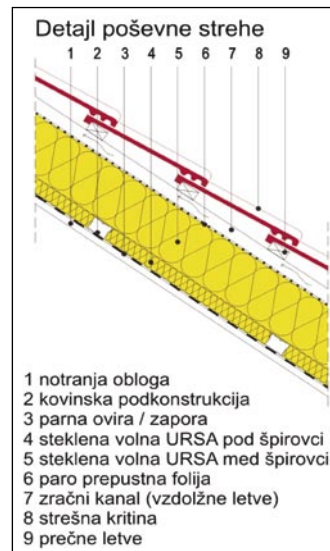 Detajl poševne strehe
1 2 3 4 5 6 7 8 9
1 notranja obloga
2 kovinska podkonstrukcija
3 parna ovira / zapora
4 steklena volna URSA pod špirovci
5 steklena volna URSA med špirovci
6 paro prepustna folija
7 zračni kanal (vzdolžne letve)
8 strešna kritina
9 prečne letve